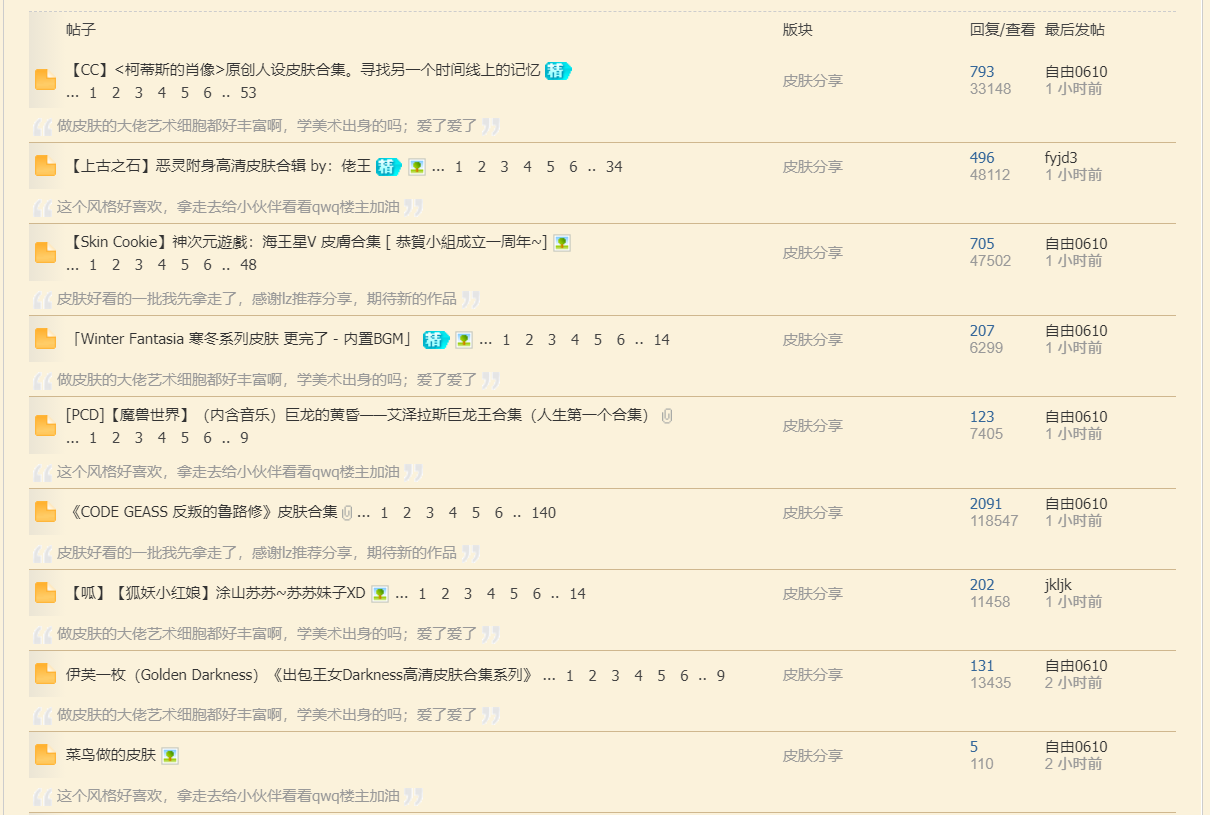 帖子 版块 回复/查看 最后发帖
【CC】<柯蒂斯的肖像>原创人设皮肤合集。寻找另一个时间线上的记忆 精
... 1 2 3 4 5 6 .. 53
皮肤分享
793 自由0610
33148 1 小时前
做皮肤的大佬艺术细胞都好丰富啊，学美术出身的吗；爱了爱了
【上古之石】恶灵附身高清皮肤合辑 by：佬王 精 ... 1 2 3 4 5 6 .. 34
皮肤分享
496 fyjd3
48112 1 小时前
这个风格好喜欢，拿走去给小伙伴看看qwq楼主加油
【Skin Cookie】神次元遊戲：海王星V 皮膚合集 [ 恭賀小組成立一周年~]
... 1 2 3 4 5 6 .. 48
皮肤分享
705 自由0610
47502 1 小时前
皮肤好看的一批我先拿走了，感谢lz推荐分享，期待新的作品
「Winter Fantasia 寒冬系列皮肤 更完了 - 内置BGM」 精 ... 1 2 3 4 5 6 .. 14
皮肤分享
207 自由0610
6299 1 小时前
做皮肤的大佬艺术细胞都好丰富啊，学美术出身的吗；爱了爱了
[PCD]【魔兽世界】（内含音乐）巨龙的黄昏——艾泽拉斯巨龙王合集（人生第一个合集）
... 1 2 3 4 5 6 .. 9
皮肤分享
123 自由0610
7405 1 小时前
这个风格好喜欢，拿走去给小伙伴看看qwq楼主加油
《CODE GEASS 反叛的鲁路修》皮肤合集 ... 1 2 3 4 5 6 .. 140
皮肤分享
2091 自由0610
118547 1 小时前
皮肤好看的一批我先拿走了，感谢lz推荐分享，期待新的作品
【呱】【狐妖小红娘】涂山苏苏~苏苏妹子XD ... 1 2 3 4 5 6 .. 14
皮肤分享
202 jkljk
11458 1 小时前
做皮肤的大佬艺术细胞都好丰富啊，学美术出身的吗；爱了爱了
伊芙一枚（Golden Darkness）《出包王女Darkness高清皮肤合集系列》 ... 1 2 3 4 5 6 .. 9
皮肤分享
131 自由0610
13435 2 小时前
做皮肤的大佬艺术细胞都好丰富啊，学美术出身的吗；爱了爱了
菜鸟做的皮肤
皮肤分享
5 自由0610
110 2 小时前
这个风格好喜欢，拿走去给小伙伴看看qwq楼主加油